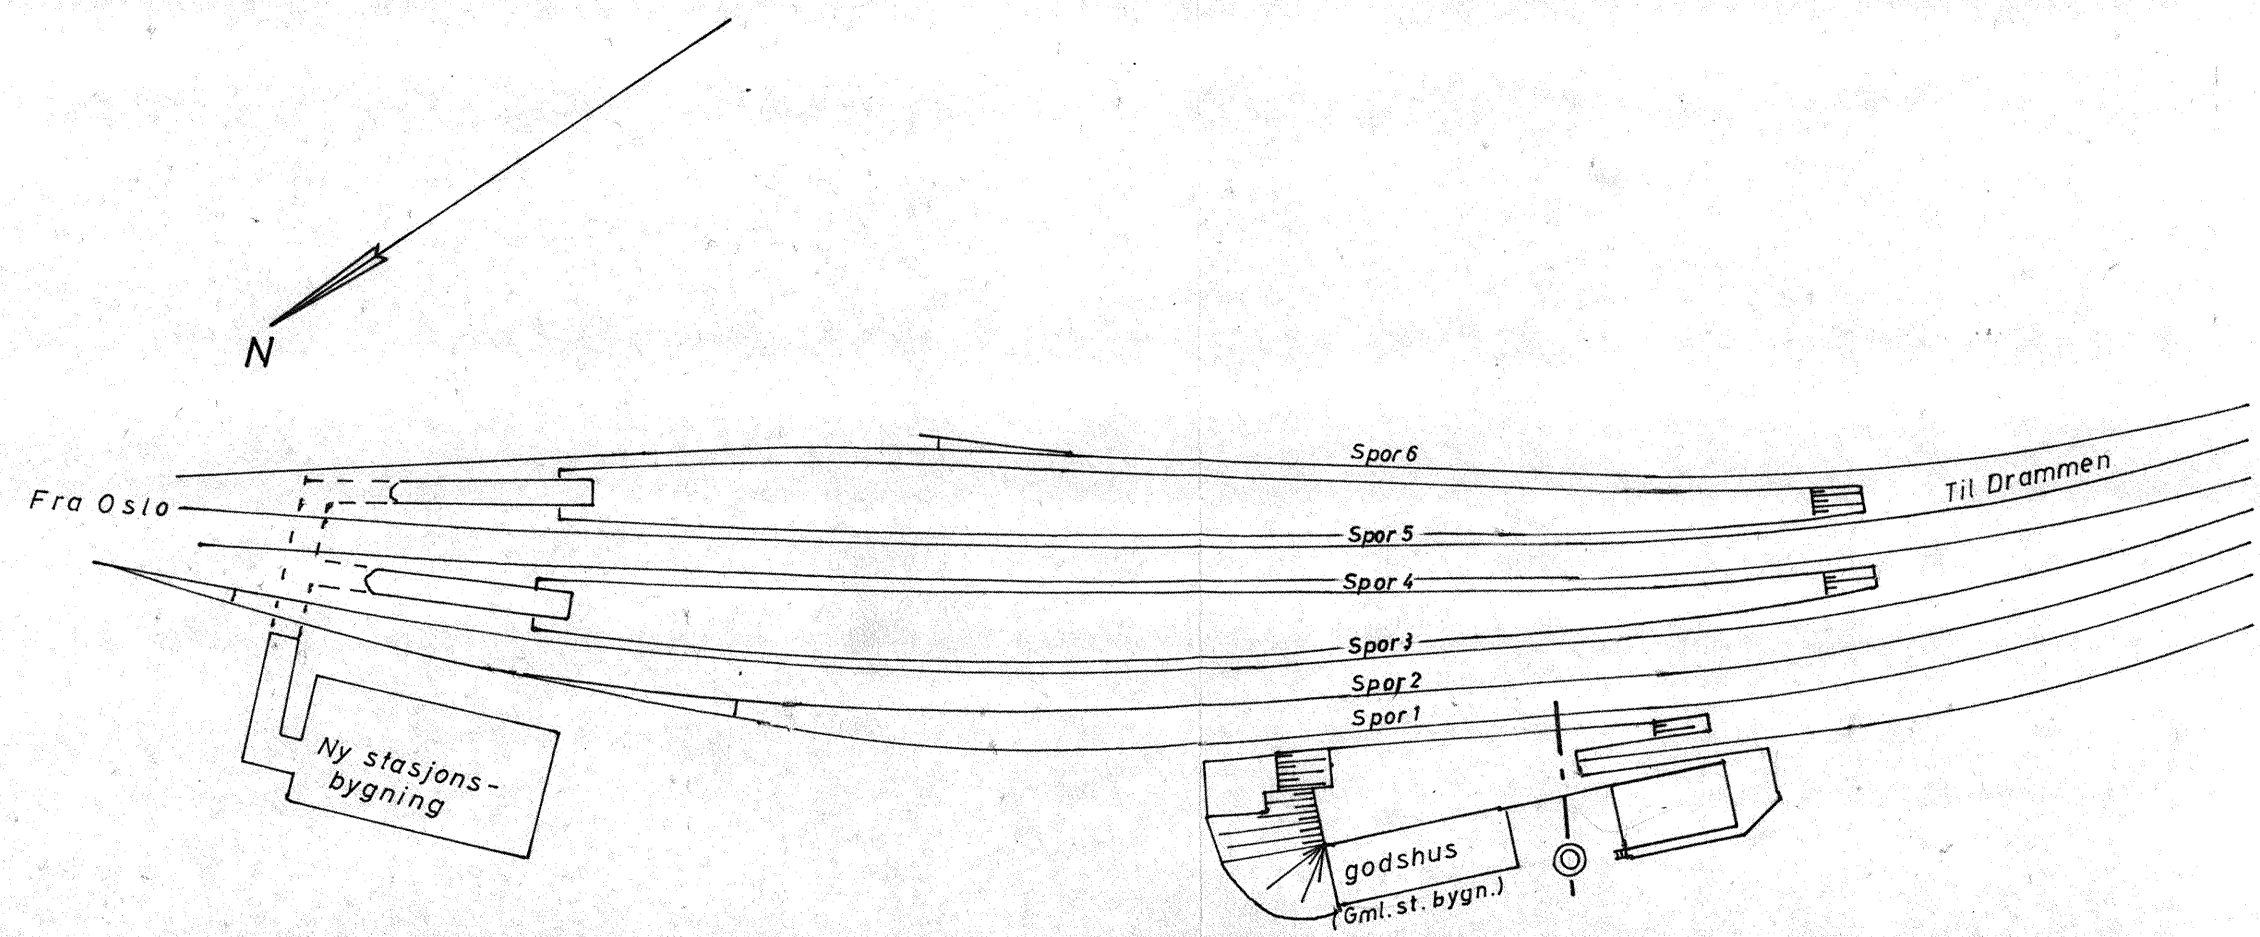 N
Fra Oslo
Til Drammen
Spor 6
Spor 5
Spor 4
Spor 3
Spor 2
Spor 1
Ny stasjons-
bygning
godshus
(Gml. st. bygn.)